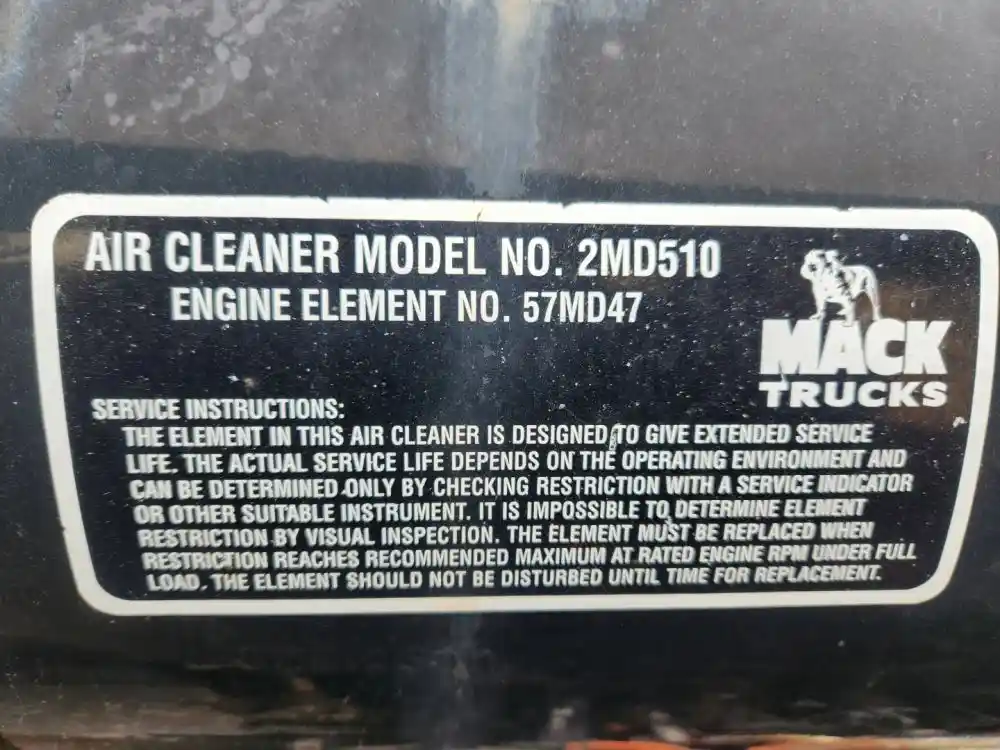 AIR CLEANER MODEL NO. 2MD510
ENGINE ELEMENT NO. 57MD47
MACK
TRUCKS
SERVICE INSTRUCTIONS:
THE ELEMENT IN THIS AIR CLEANER IS DESIGNED TO GIVE EXTENDED SERVICE
LIFE. THE ACTUAL SERVICE LIFE DEPENDS ON THE OPERATING ENVIRONMENT AND
CAN BE DETERMINED ONLY BY CHECKING RESTRICTION WITH A SERVICE INDICATOR
OR OTHER SUITABLE INSTRUMENT. IT IS IMPOSSIBLE TO DETERMINE ELEMENT
RESTRICTION BY VISUAL INSPECTION. THE ELEMENT MUST BE REPLACED WHEN
RESTRICTION REACHES RECOMMENDED MAXIMUM AT RATED ENGINE RPM UNDER FULL
LOAD. THE ELEMENT SHOULD NOT BE DISTURBED UNTIL TIME FOR REPLACEMENT.